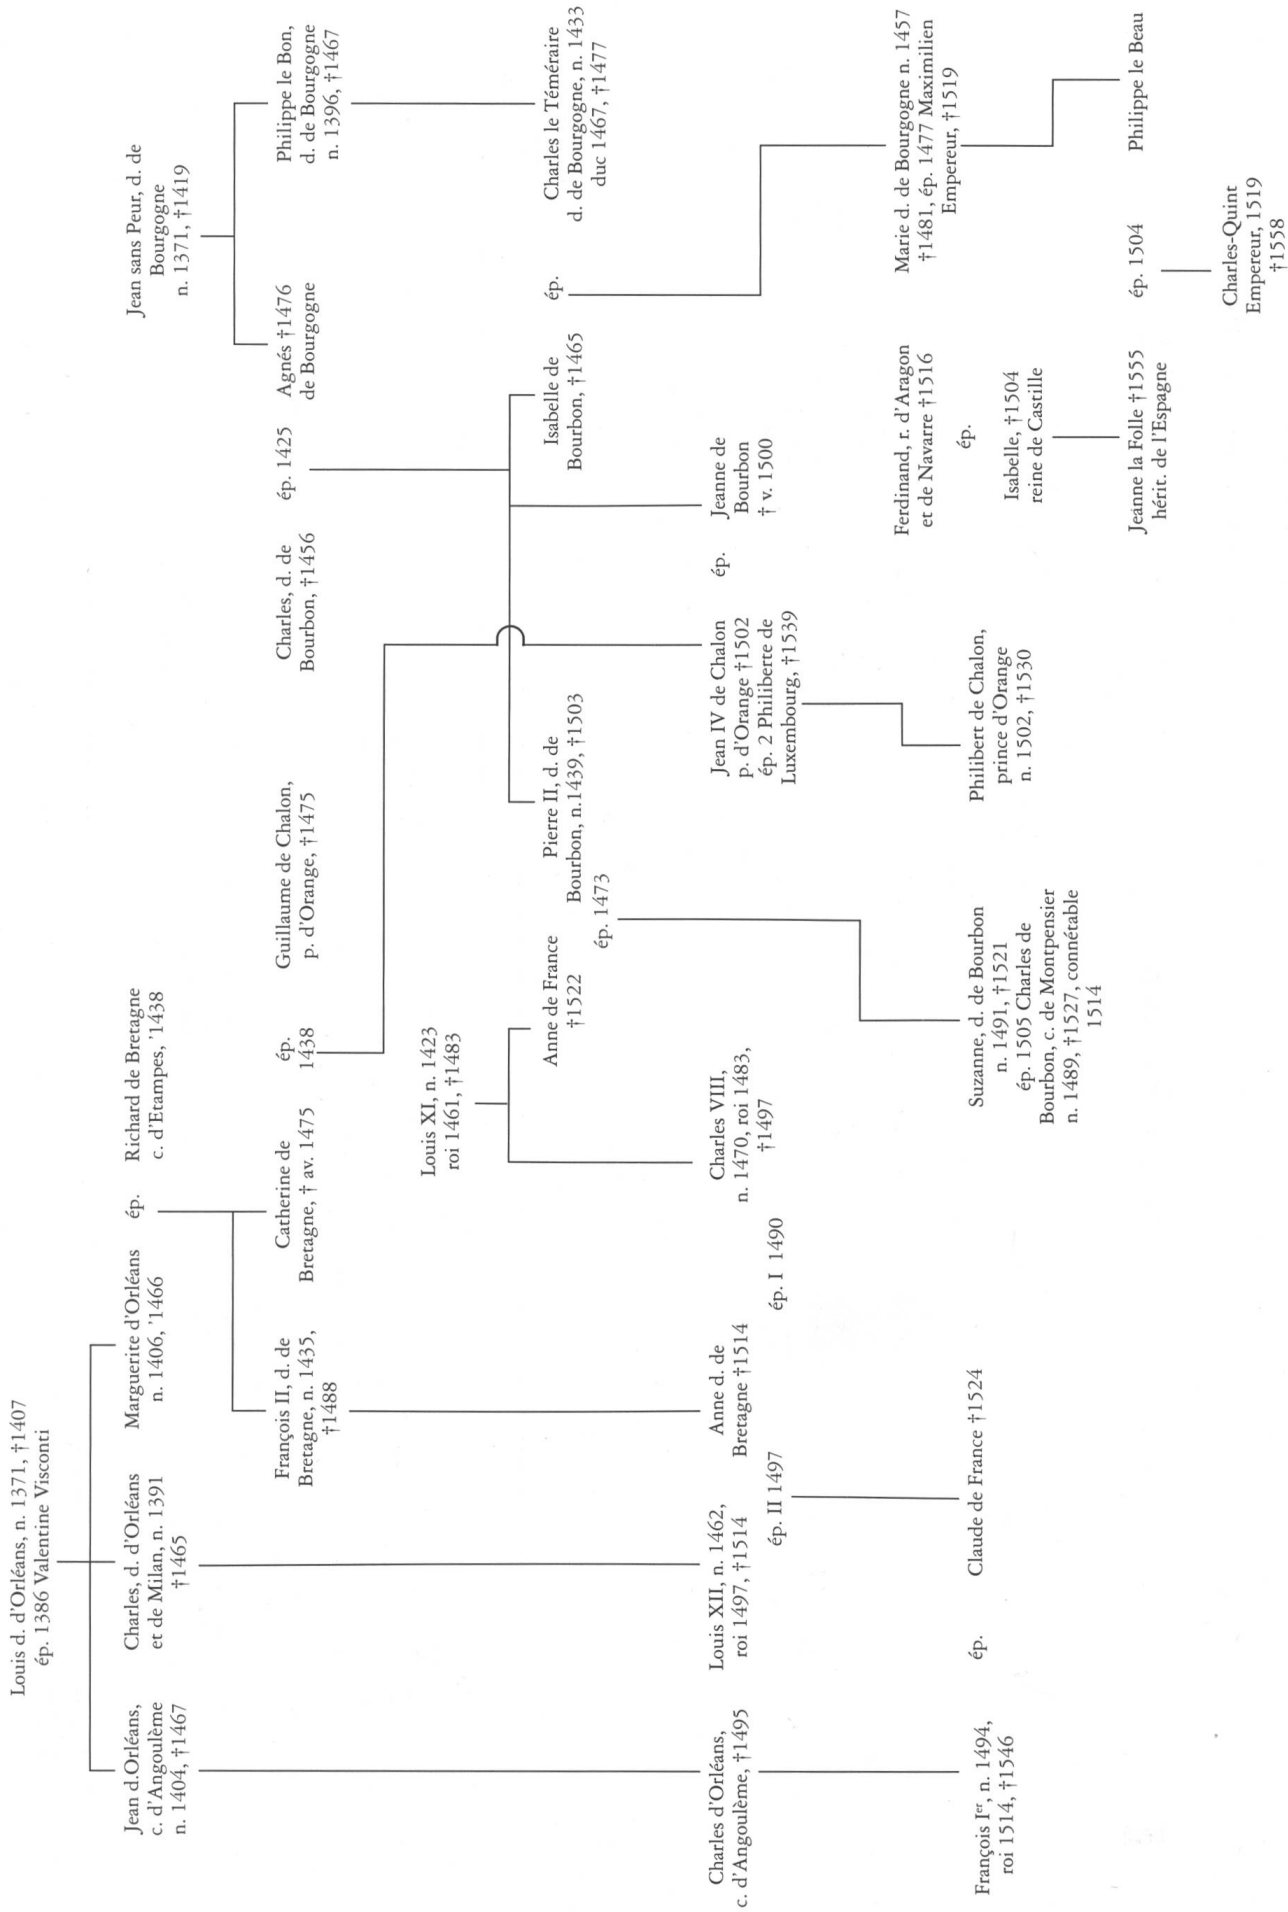 Louis d. d'Orléans, n. 1371, †1407
ép. 1386 Valentine Visconti
Jean sans Peur, d. de
Bourgogne
n. 1371, †1419
Jean d.Orléans,
c. d'Angoulème
n. 1404, †1467
Charles, d. d'Orléans
et de Milan, n. 1391
†1465
Marguerite d'Orléans
n. 1406, '1466
ép.
Richard de Bretagne
c. d'Etampes, '1438
François II, d. de
Bretagne, n. 1435,
†1488
Catherine de
Bretagne, † av. 1475
ép.
1438
Guillaume de Chalon,
p. d'Orange, †1475
Charles, d. de
Bourbon, †1456
ép. 1425
Agnés †1476
de Bourgogne
Philippe le Bon,
d. de Bourgogne
n. 1396, †1467
Louis XI, n. 1423
roi 1461, †1483
Anne de France
†1522
ép. 1473
Pierre II, d. de
Bourbon, n.1439, †1503
Isabelle de
Bourbon, †1465
ép.
Charles le Téméraire
d. de Bourgogne, n. 1433
duc 1467, †1477
Charles d'Orléans,
c. d'Angoulème, †1495
Louis XII, n. 1462,
roi 1497, †1514
ép. II 1497
Anne d. de
Bretagne †1514
ép. I 1490
Charles VIII,
n. 1470, roi 1483,
†1497
Jean IV de Chalon
p. d'Orange †1502
ép. 2 Philiberte de
Luxembourg, †1539
ép.
Jeanne de
Bourbon
† v. 1500
Marie d. de Bourgogne n. 1457
†1481, ép. 1477 Maximilien
Empereur, †1519
François Ier, n. 1494,
roi 1514, †1546
ép.
Claude de France †1524
Suzanne, d. de Bourbon
n. 1491, †1521
ép. 1505 Charles de
Bourbon, c. de Montpensier
n. 1489, †1527, connétable
1514
Philibert de Chalon,
prince d'Orange
n. 1502, †1530
Ferdinand, r. d'Aragon
et de Navarre †1516
ép.
Isabelle, †1504
reine de Castille
Jeanne la Folle †1555
hérit. de l'Espagne
ép. 1504
Philippe le Beau
Charles-Quint
Empereur, 1519
†1558